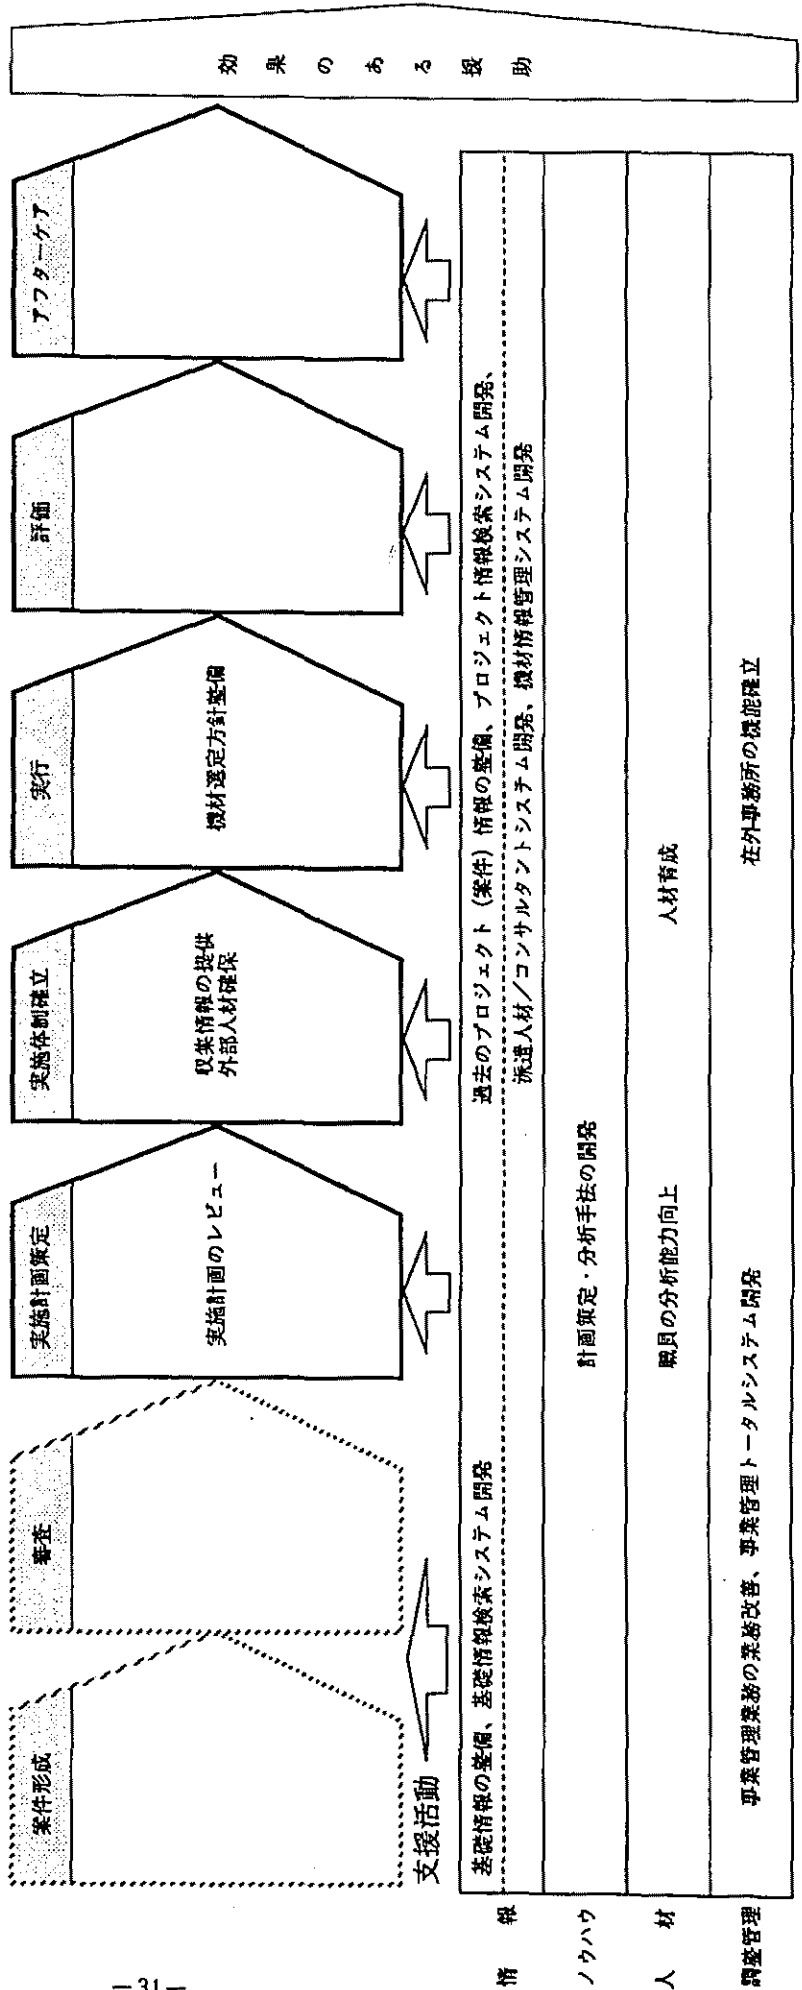 案件形成
審査
実施計画策定
実施体制確立
実行
評価
アフターケア
実施計画のレビュー
収集情報の提供
外部人材確保
機材選定方針整備
効果のある援助
支援活動
情報
基礎情報の整備、基礎情報検索システム開発
過去のプロジェクト（案件）情報の整備、プロジェクト情報検索システム開発、
派遣人材／コンサルタントシステム開発、機材情報管理システム開発
ノウハウ
計画策定・分析手法の開発
人材
職員の分析能力向上
人材育成
調整管理
事業管理業務の業務改善、事業管理トータルシステム開発
在外事務所の機能確立
－31－